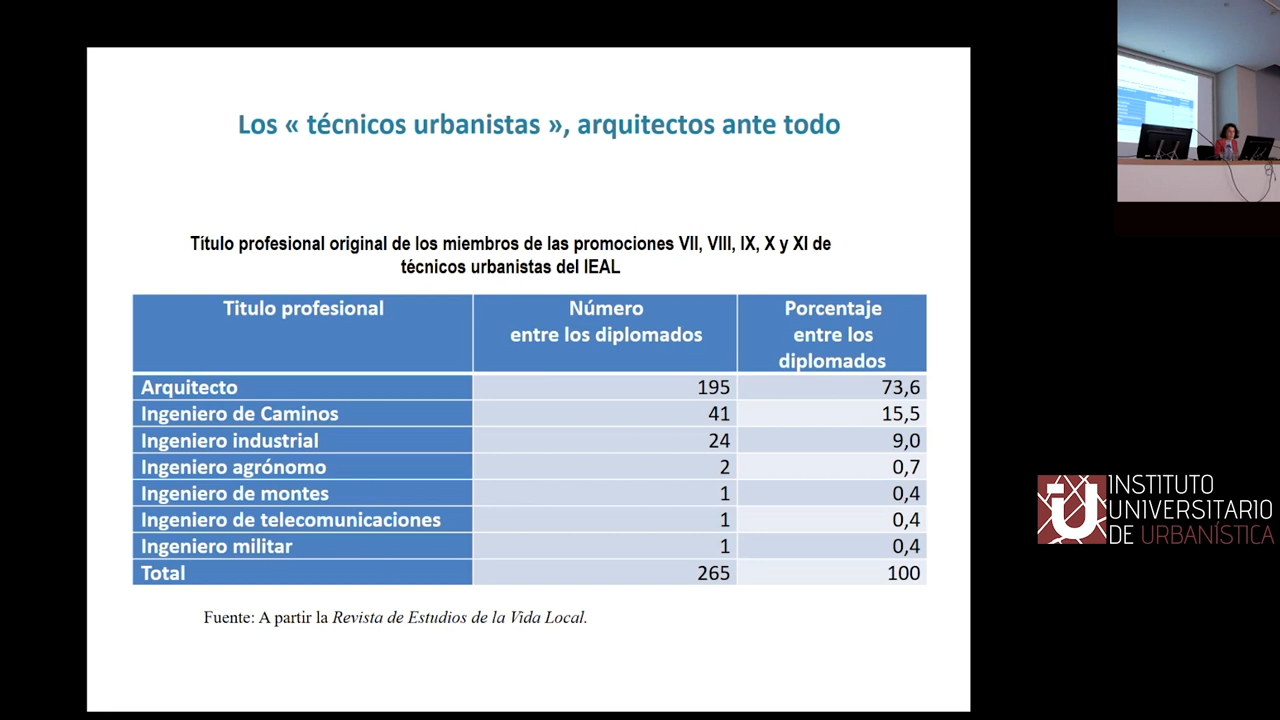 Los « técnicos urbanistas », arquitectos ante todo
Título profesional original de los miembros de las promociones VII, VIII, IX, X y XI de
técnicos urbanistas del IEAL
Titulo profesional Número Porcentaje
entre los diplomados entre los
diplomados
Arquitecto 195 73,6
Ingeniero de Caminos 41 15,5
Ingeniero industrial 24 9,0
Ingeniero agrónomo 2 0,7
Ingeniero de montes 1 0,4
Ingeniero de telecomunicaciones 1 0,4
Ingeniero militar 1 0,4
Total 265 100
Fuente: A partir la Revista de Estudios de la Vida Local.
INSTITUTO
UNIVERSITARIO
DE URBANÍSTICA